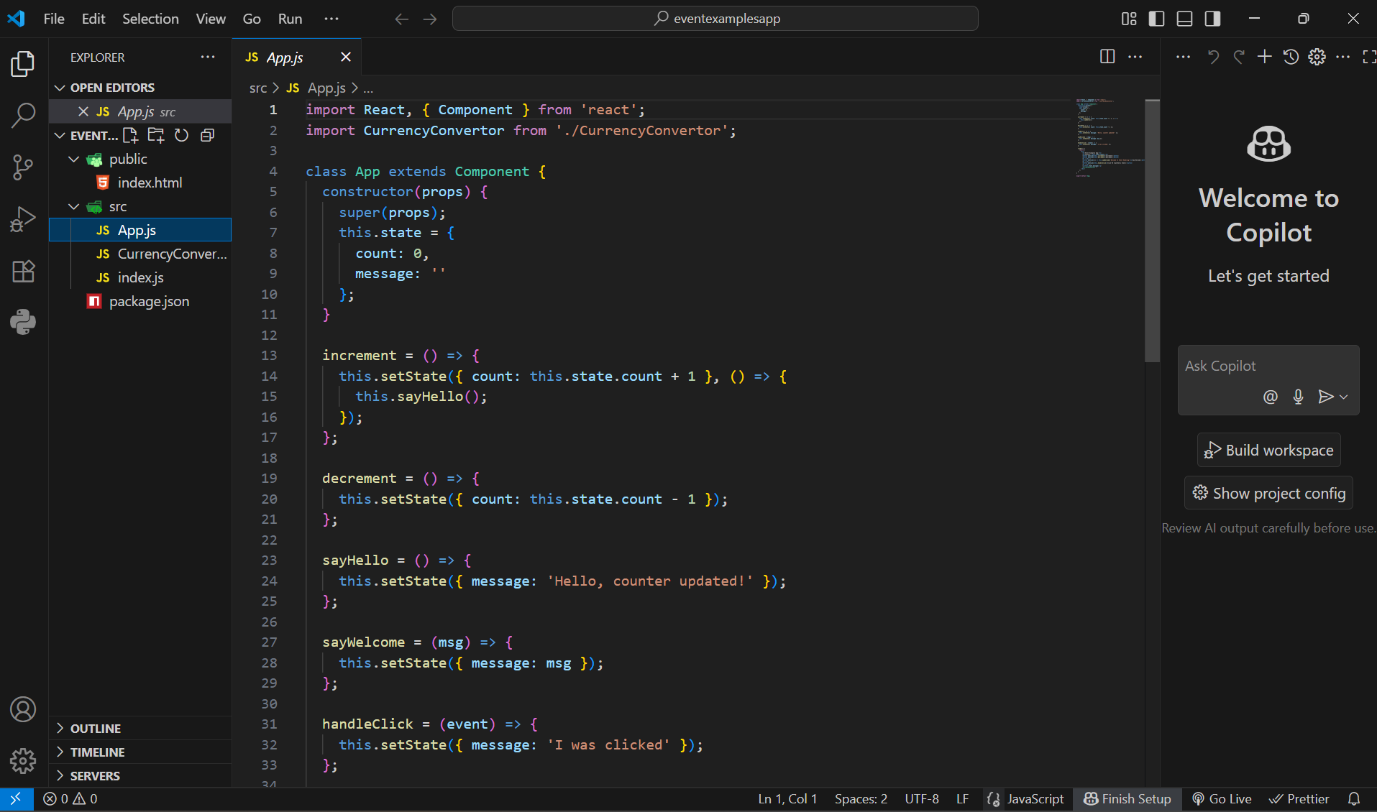 File Edit Selection View Go Run ··· eventexamplesapp
EXPLORER ···
OPEN EDITORS
JS App.js src
EVENT...
public
index.html
src
JS App.js
JS CurrencyConver...
JS index.js
package.json
OUTLINE
TIMELINE
SERVERS
JS App.js
src > JS App.js > ...
1 import React, { Component } from 'react';
2 import CurrencyConvertor from './CurrencyConvertor';
3
4 class App extends Component {
5 constructor(props) {
6 super(props);
7 this.state = {
8 count: 0,
9 message: ''
10 };
11 }
12
13 increment = () => {
14 this.setState({ count: this.state.count + 1 }, () => {
15 this.sayHello();
16 });
17 };
18
19 decrement = () => {
20 this.setState({ count: this.state.count - 1 });
21 };
22
23 sayHello = () => {
24 this.setState({ message: 'Hello, counter updated!' });
25 };
26
27 sayWelcome = (msg) => {
28 this.setState({ message: msg });
29 };
30
31 handleClick = (event) => {
32 this.setState({ message: 'I was clicked' });
33 };
34
Welcome to
Copilot
Let's get started
Ask Copilot
@
Build workspace
Show project config
Review AI output carefully before use.
0 0
Ln 1, Col 1 Spaces: 2 UTF-8 LF {} JavaScript Finish Setup Go Live Prettier